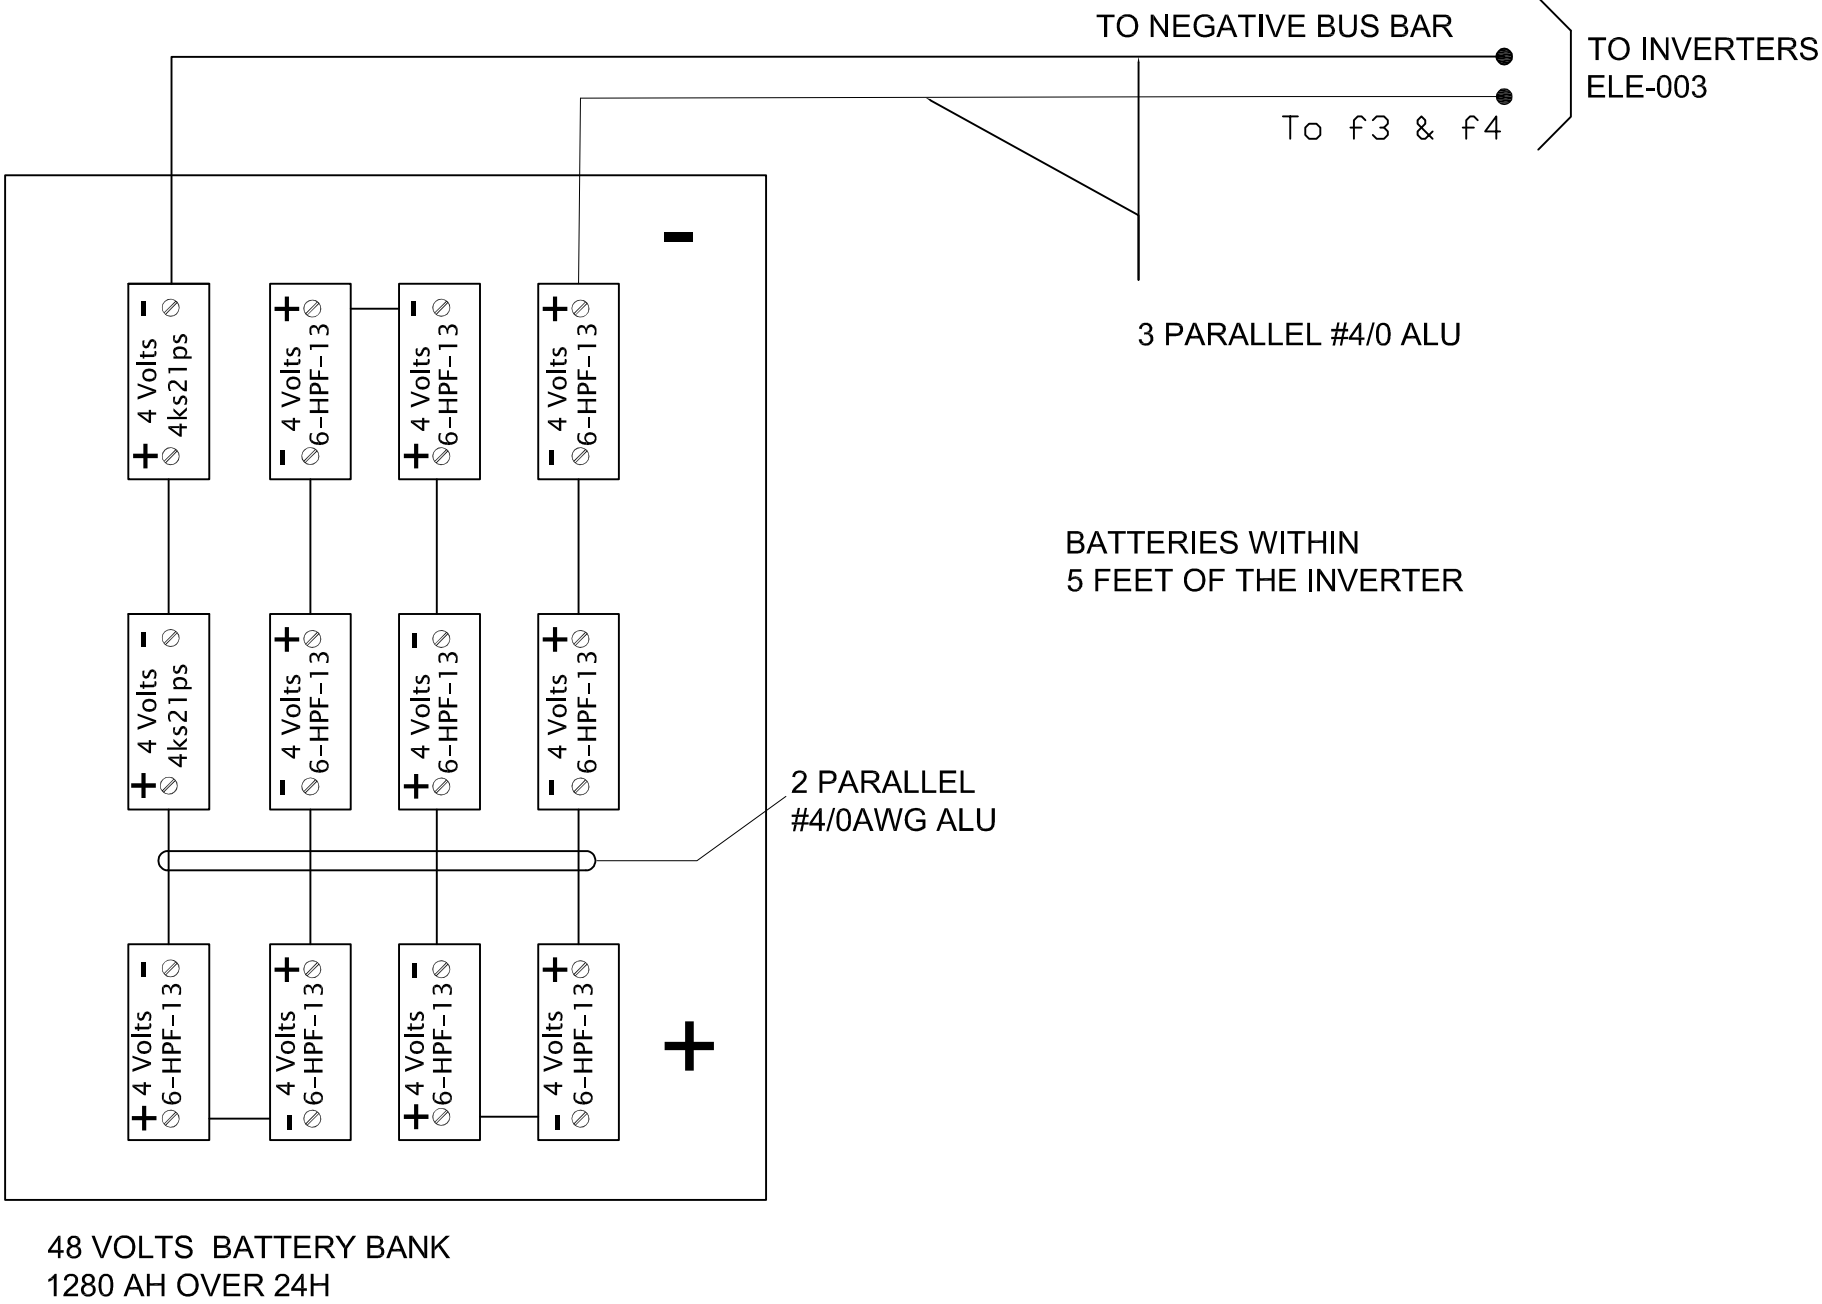 TO NEGATIVE BUS BAR
TO INVERTERS
ELE-003
To f3 & f4
-
- 
4 Volts
4ks21ps
+
+
4 Volts
6-HPF-13
-
-
4 Volts
6-HPF-13
+
+
4 Volts
6-HPF-13
-
3 PARALLEL #4/0 ALU
BATTERIES WITHIN
5 FEET OF THE INVERTER
-
4 Volts
4ks21ps
+
+
4 Volts
6-HPF-13
-
-
4 Volts
6-HPF-13
+
+
4 Volts
6-HPF-13
-
2 PARALLEL
#4/0AWG ALU
-
4 Volts
6-HPF-13
+
+
4 Volts
6-HPF-13
-
-
4 Volts
6-HPF-13
+
+
4 Volts
6-HPF-13
-
+
48 VOLTS BATTERY BANK
1280 AH OVER 24H